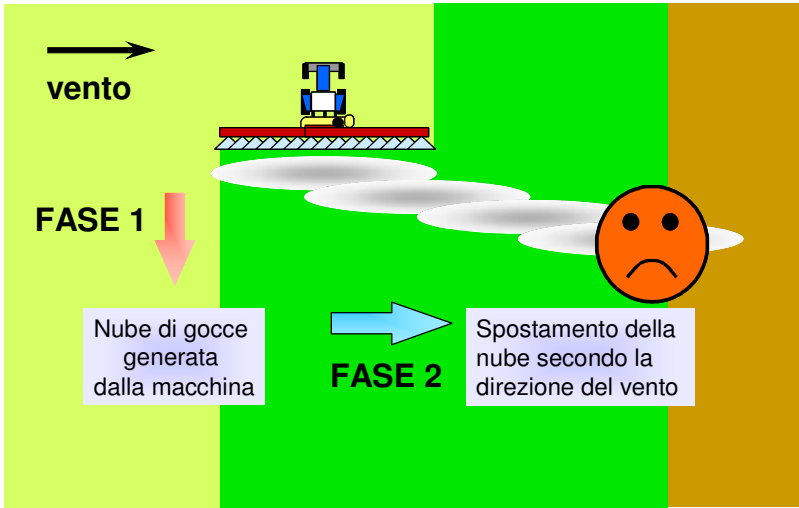 vento
FASE 1
Nube di gocce
generata
dalla macchina
FASE 2
Spostamento della
nube secondo la
direzione del vento